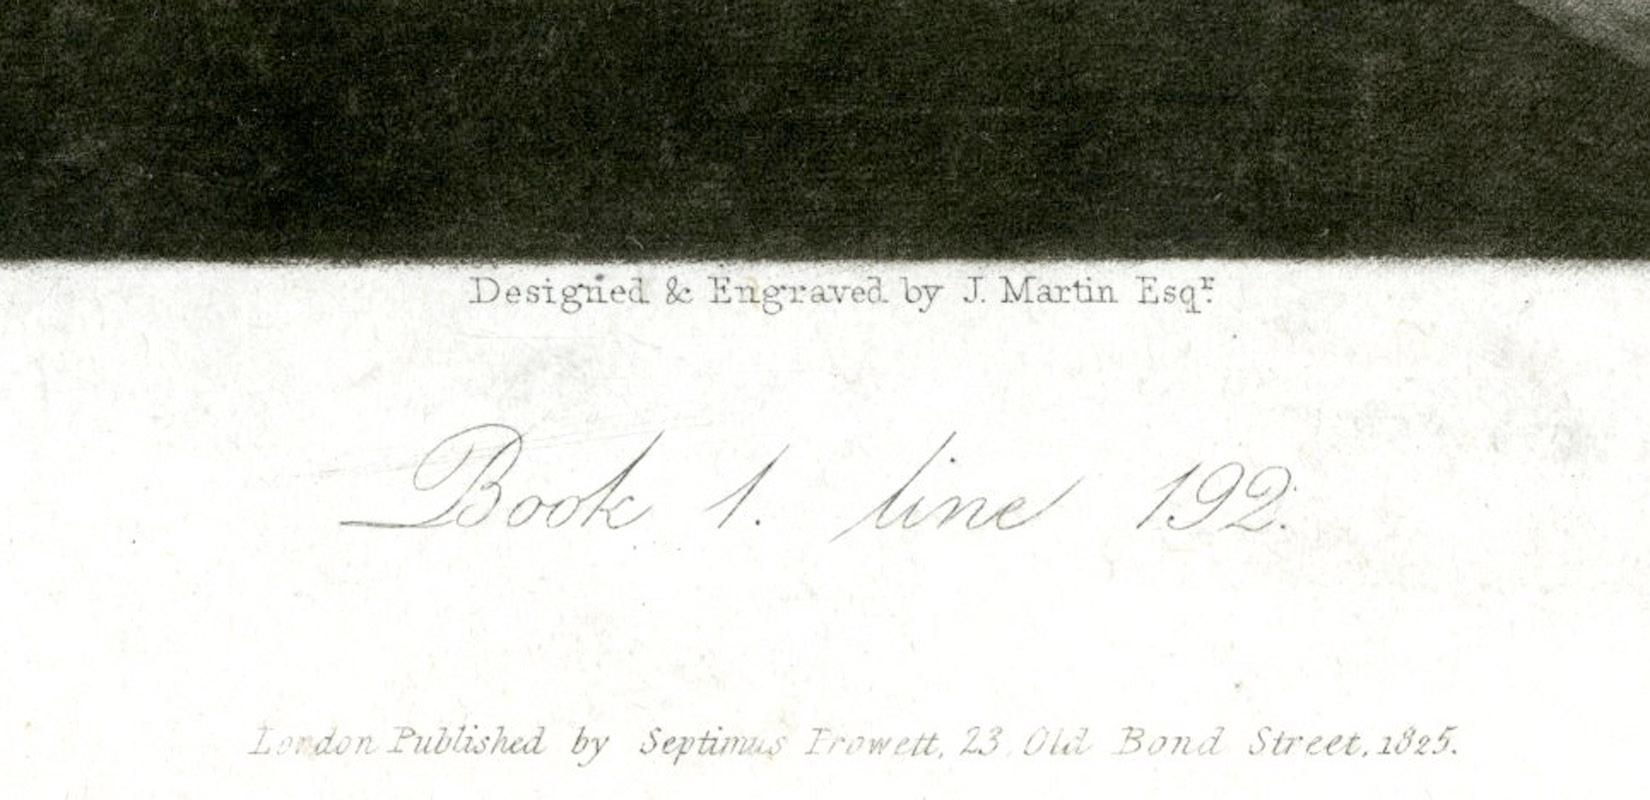 Designed & Engraved by J. Martin Esqr.
Book 1. line 192.
London Published by Septimus Prowett, 23, Old Bond Street, 1825.